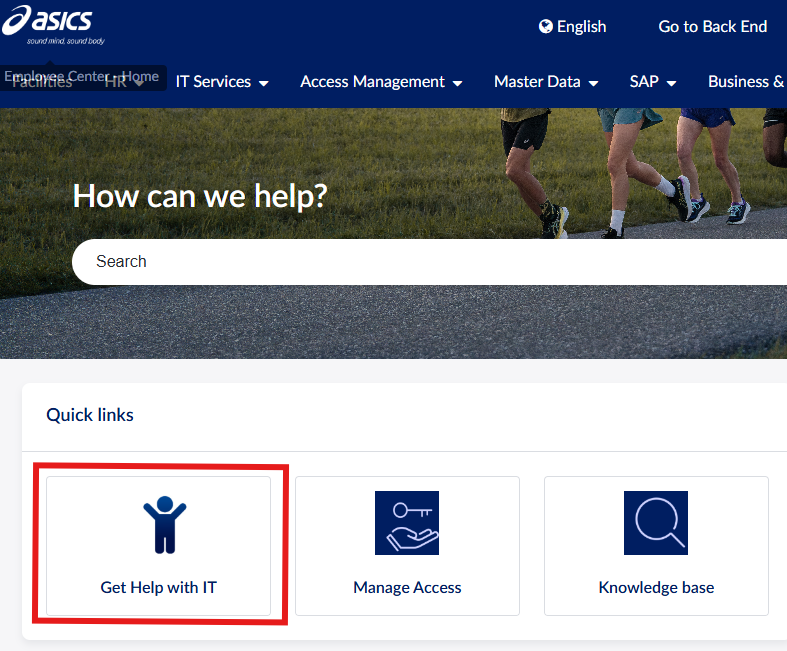 asics
sound mind, sound body
English
Go to Back End
Employee Center - Home
Facilities
HR
IT Services
Access Management
Master Data
SAP
Business &
How can we help?
Search
Quick links
Get Help with IT
Manage Access
Knowledge base